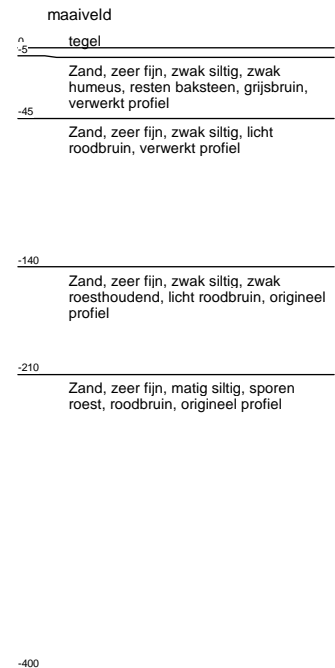 maaiveld
0
tegel
-5
Zand, zeer fijn, zwak siltig, zwak
humeus, resten baksteen, grijsbruin,
verwerkt profiel
-45
Zand, zeer fijn, zwak siltig, licht
roodbruin, verwerkt profiel
-140
Zand, zeer fijn, zwak siltig, zwak
roesthoudend, licht roodbruin, origineel
profiel
-210
Zand, zeer fijn, matig siltig, sporen
roest, roodbruin, origineel profiel
-400